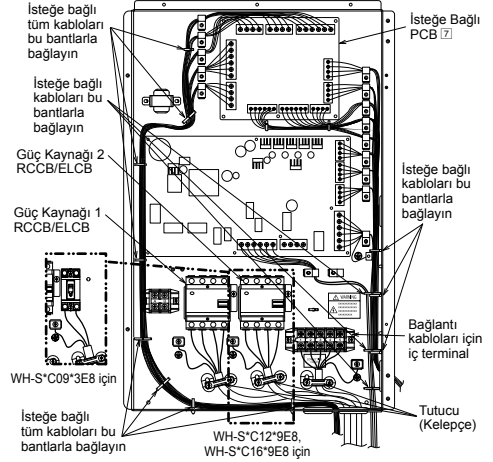 İsteğe bağlı
tüm kabloları
bu bantlarla
bağlayın
İsteğe Bağlı
PCB 7
İsteğe bağlı
kabloları bu
bantlarla
bağlayın
Güç Kaynağı 2
RCCB/ELCB
Güç Kaynağı 1
RCCB/ELCB
İsteğe bağlı
kabloları bu
bantlarla
bağlayın
WARNING
Bağlantı
kabloları için
iç terminal
WH-S*C09*3E8 için
İsteğe bağlı
tüm kabloları bu
bantlarla bağlayın
WH-S*C12*9E8,
WH-S*C16*9E8 için
Tutucu
(Kelepçe)